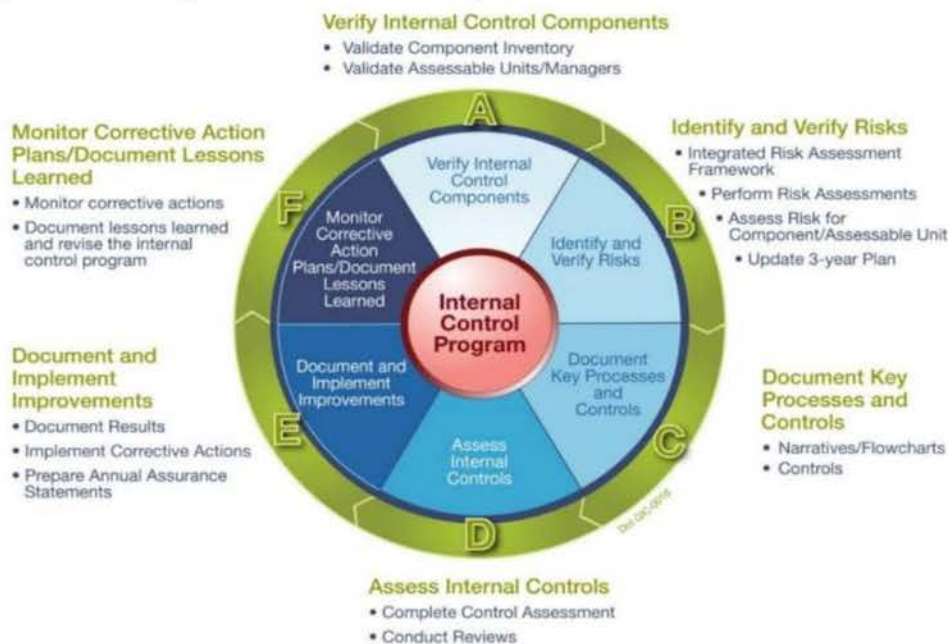 Verify Internal Control Components
• Validate Component Inventory
• Validate Assessable Units/Managers
A
Identify and Verify Risks
• Integrated Risk Assessment
Framework
• Perform Risk Assessments
• Assess Risk for
Component/Assessable Unit
• Update 3-year Plan
B
Document Key
Processes and
Controls
• Narratives/Flowcharts
• Controls
C
Assess Internal Controls
• Complete Control Assessment
• Conduct Reviews
D
Document and
Implement
Improvements
• Document Results
• Implement Corrective Actions
• Prepare Annual Assurance
Statements
E
Monitor Corrective Action
Plans/Document Lessons
Learned
• Monitor corrective actions
• Document lessons learned
and revise the internal
control program
F
Verify Internal
Control
Components
Identify and
Verify Risks
Document
Key Processes
and
Controls
Assess
Internal
Controls
Document and
Implement
Improvements
Monitor
Corrective
Action
Plans/Document
Lessons
Learned
Internal
Control
Program